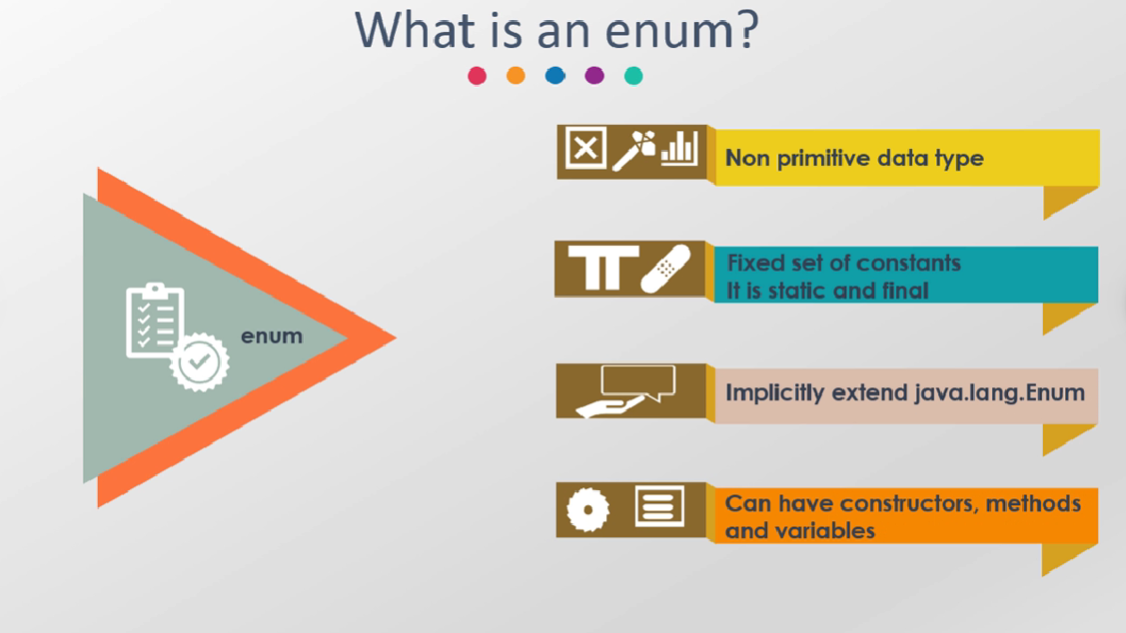 What is an enum?
enum
Non primitive data type
Fixed set of constants
It is static and final
Implicitly extend java.lang.Enum
Can have constructors, methods
and variables